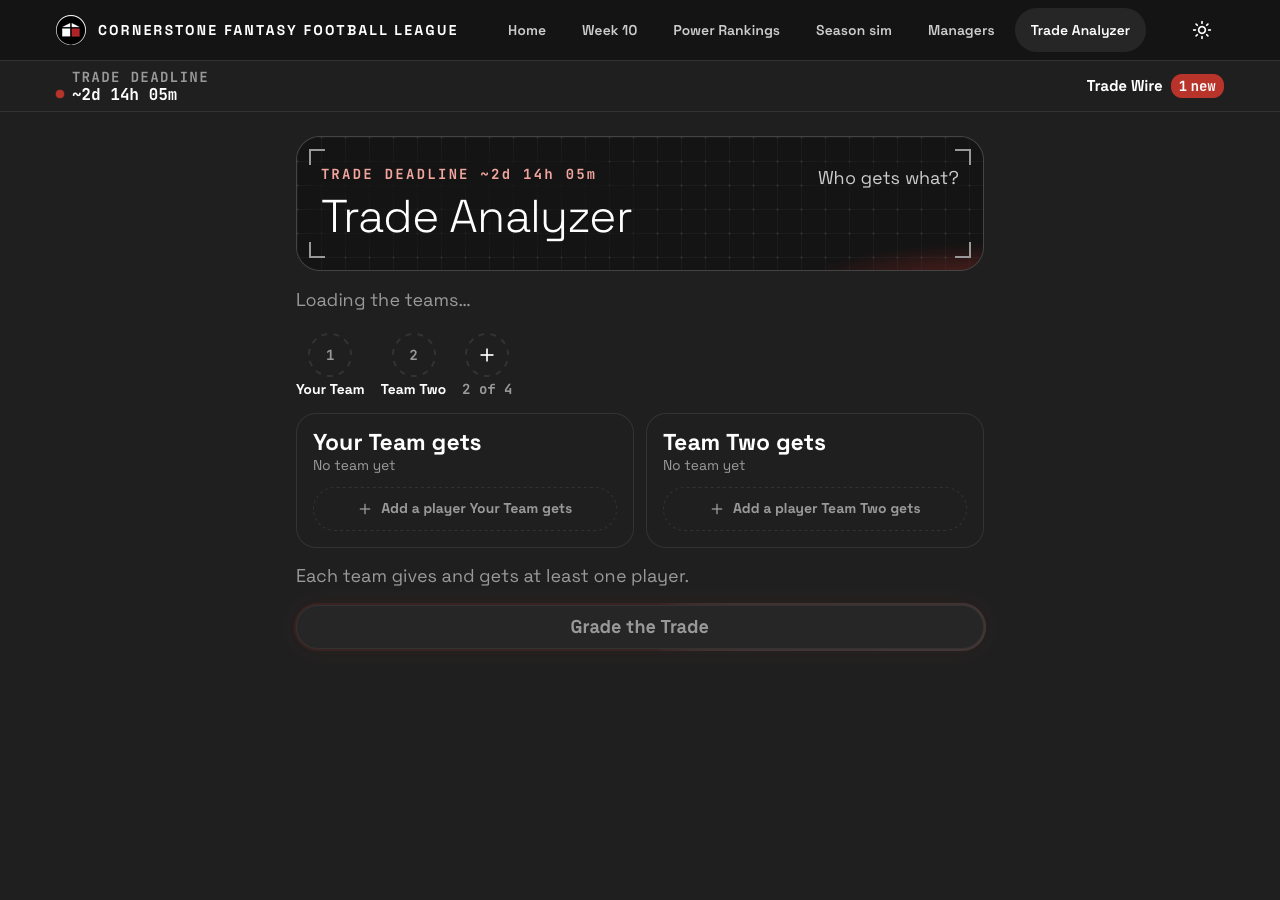 CORNERSTONE FANTASY FOOTBALL LEAGUE
Home
Week 10
Power Rankings
Season sim
Managers
Trade Analyzer
TRADE DEADLINE
~2d 14h 05m
Trade Wire
1 new
TRADE DEADLINE ~2d 14h 05m
Who gets what?
Trade Analyzer
Loading the teams…
1
2
Your Team
Team Two
2 of 4
Your Team gets
No team yet
Add a player Your Team gets
Team Two gets
No team yet
Add a player Team Two gets
Each team gives and gets at least one player.
Grade the Trade